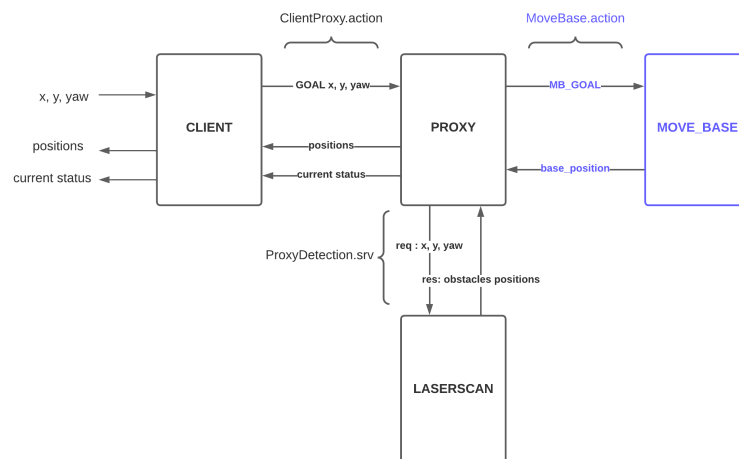 ClientProxy.action
MoveBase.action
x, y, yaw
GOAL x, y, yaw
MB_GOAL
CLIENT
PROXY
MOVE_BASE
positions
positions
current status
current status
base_position
ProxyDetection.srv
req : x, y, yaw
res: obstacles positions
LASERSCAN